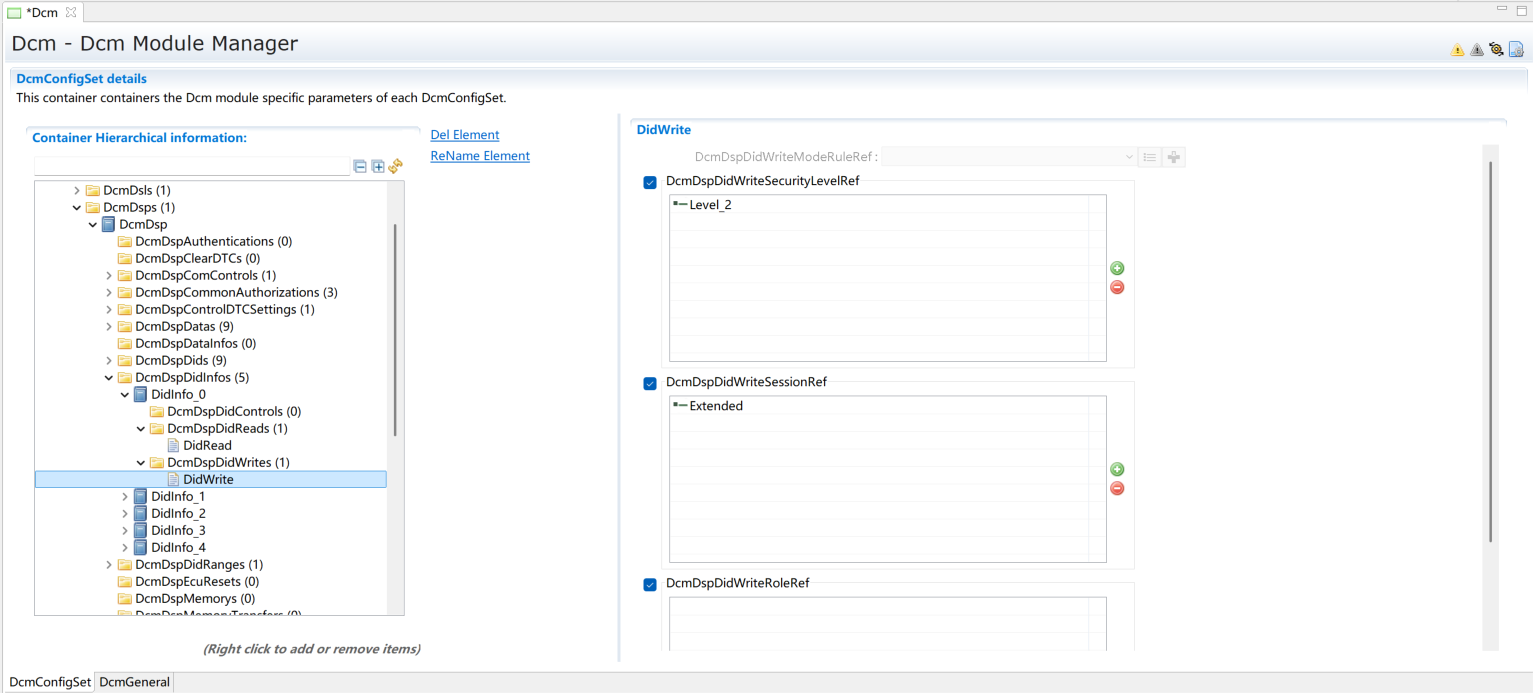 *Dcm
Dcm - Dcm Module Manager
DcmConfigSet details
This container containers the Dcm module specific parameters of each DcmConfigSet.
Container Hierarchical information:
Del Element
ReName Element
DcmDsls (1)
DcmDsps (1)
DcmDsp
DcmDspAuthentications (0)
DcmDspClearDTCs (0)
DcmDspComControls (1)
DcmDspCommonAuthorizations (3)
DcmDspControlDTCSettings (1)
DcmDspDatas (9)
DcmDspDataInfos (0)
DcmDspDids (9)
DcmDspDidInfos (5)
DidInfo_0
DcmDspDidControls (0)
DcmDspDidReads (1)
DidRead
DcmDspDidWrites (1)
DidWrite
DidInfo_1
DidInfo_2
DidInfo_3
DidInfo_4
DcmDspDidRanges (1)
DcmDspEcuResets (0)
DcmDspMemorys (0)
DcmDspMemoryTransfers (0)
(Right click to add or remove items)
DidWrite
DcmDspDidWriteModeRuleRef :
DcmDspDidWriteSecurityLevelRef
Level_2
DcmDspDidWriteSessionRef
Extended
DcmDspDidWriteRoleRef
DcmConfigSet
DcmGeneral